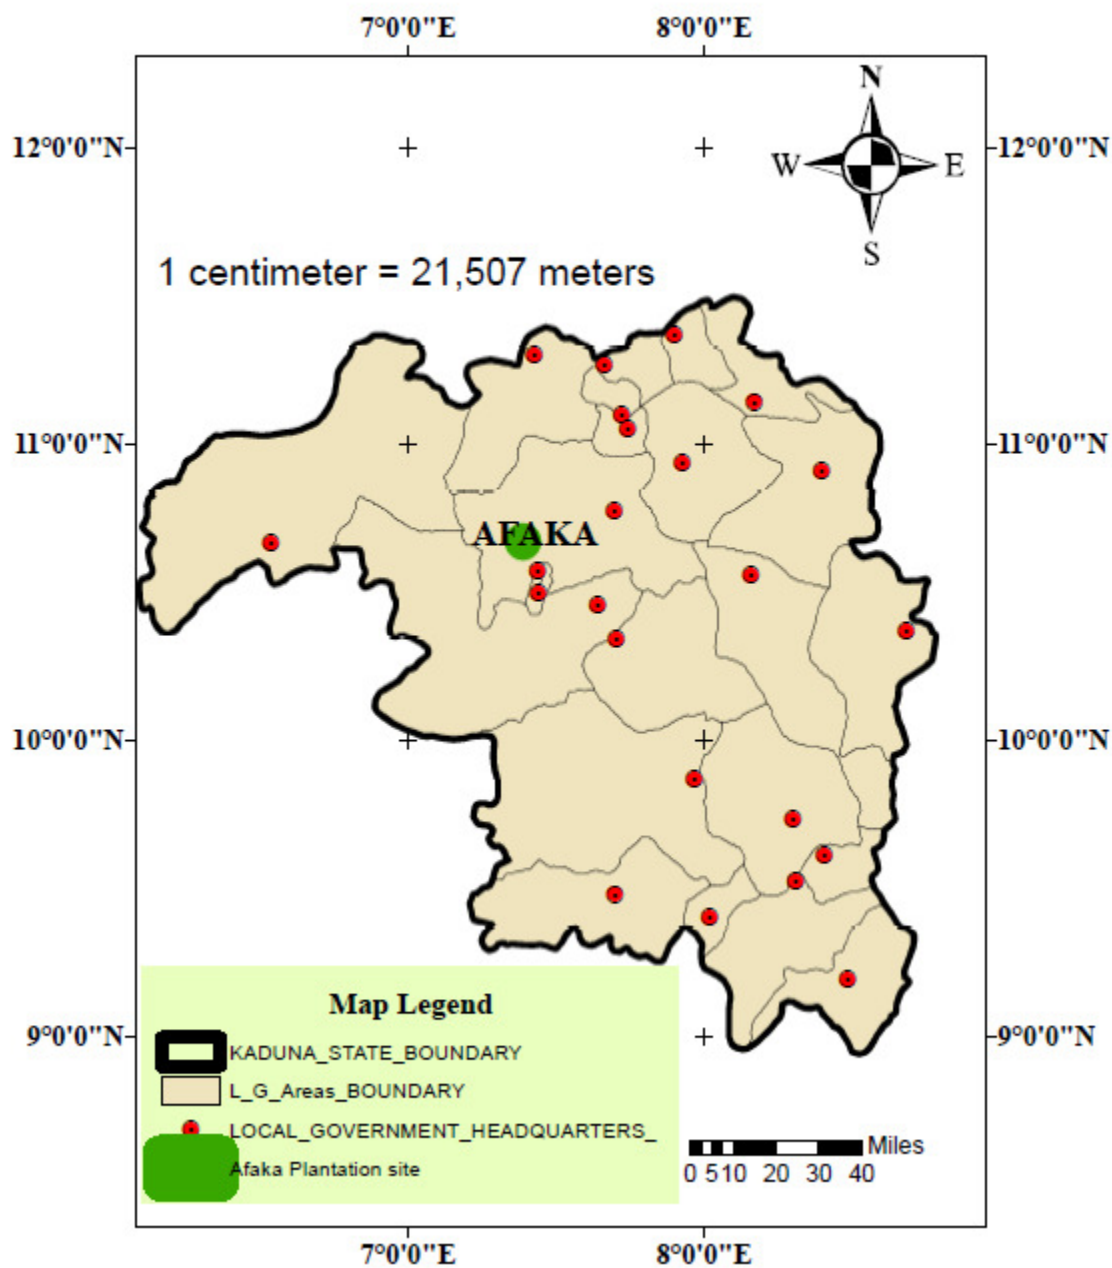 7°0'0"E 8°0'0"E
N
12°0'0"N 12°0'0"N
W E
S
1 centimeter = 21,507 meters
11°0'0"N 11°0'0"N
AFAKA
10°0'0"N 10°0'0"N
Map Legend
9°0'0"N 9°0'0"N
KADUNA_STATE_BOUNDARY
L_G_Areas_BOUNDARY
LOCAL_GOVERNMENT_HEADQUARTERS_
Afaka Plantation site
Miles
0 5 10 20 30 40
7°0'0"E 8°0'0"E